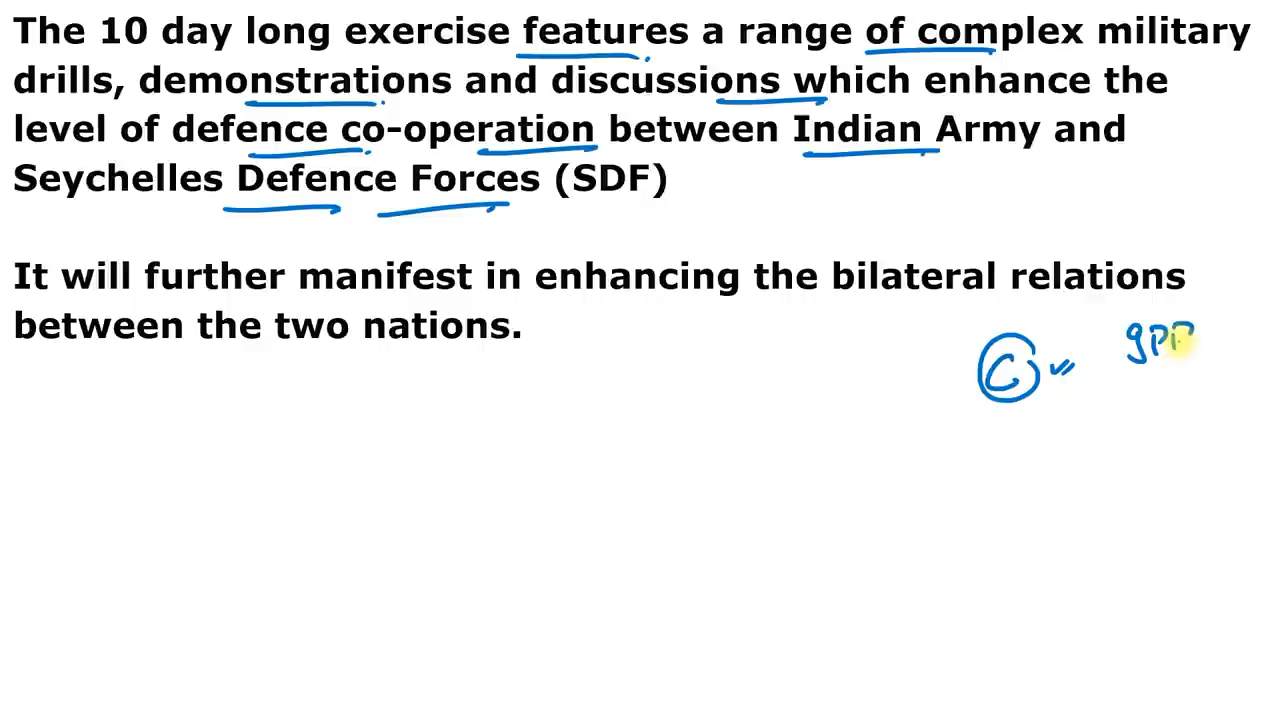 The 10 day long exercise features a range of complex military
drills, demonstrations and discussions which enhance the
level of defence co-operation between Indian Army and
Seychelles Defence Forces (SDF)
It will further manifest in enhancing the bilateral relations
between the two nations.
C